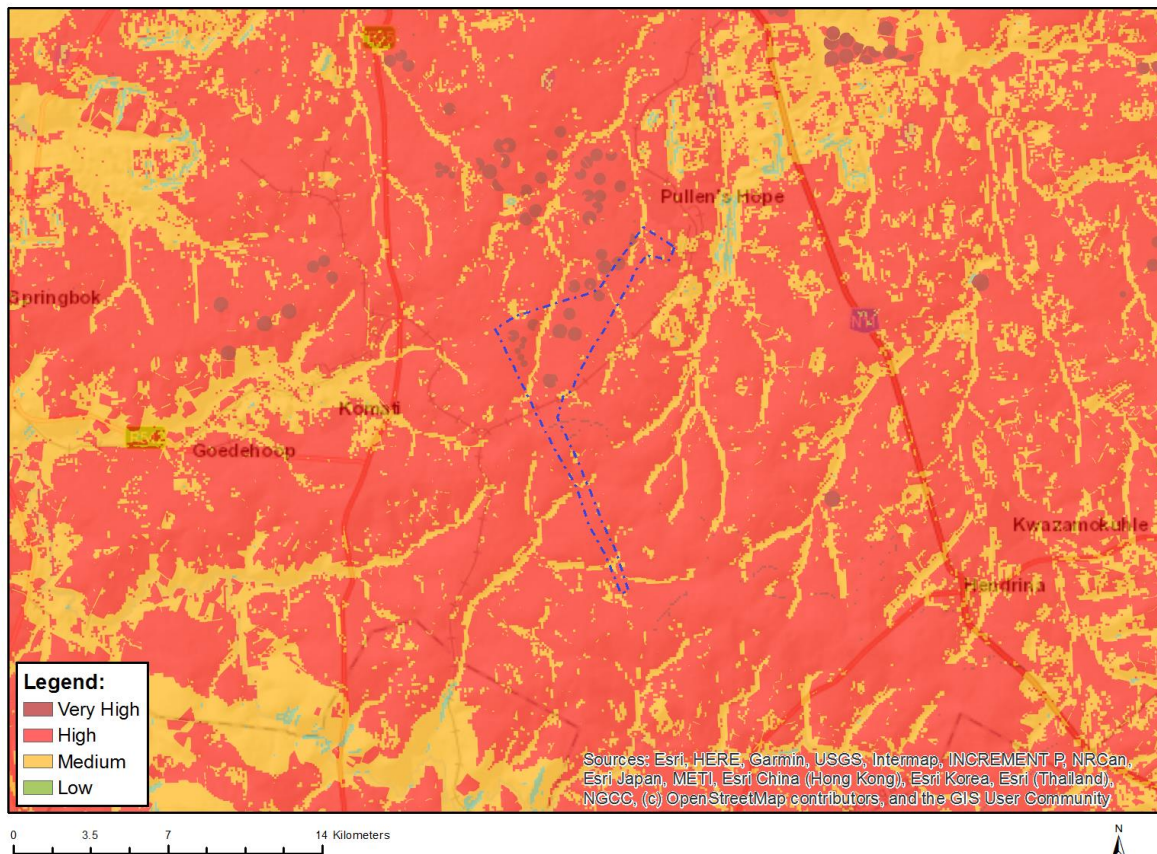 Pullen's Hope
Springbok
Komati
Goedehoop
Kwazamokuhle
Hendrina
Legend:
Very High
High
Medium
Low
Sources: Esri, HERE, Garmin, USGS, Intermap, INCREMENT P, NRCan,
Esri Japan, METI, Esri China (Hong Kong), Esri Korea, Esri (Thailand),
NGCC, (c) OpenStreetMap contributors, and the GIS User Community
0 3.5 7 14 Kilometers
N